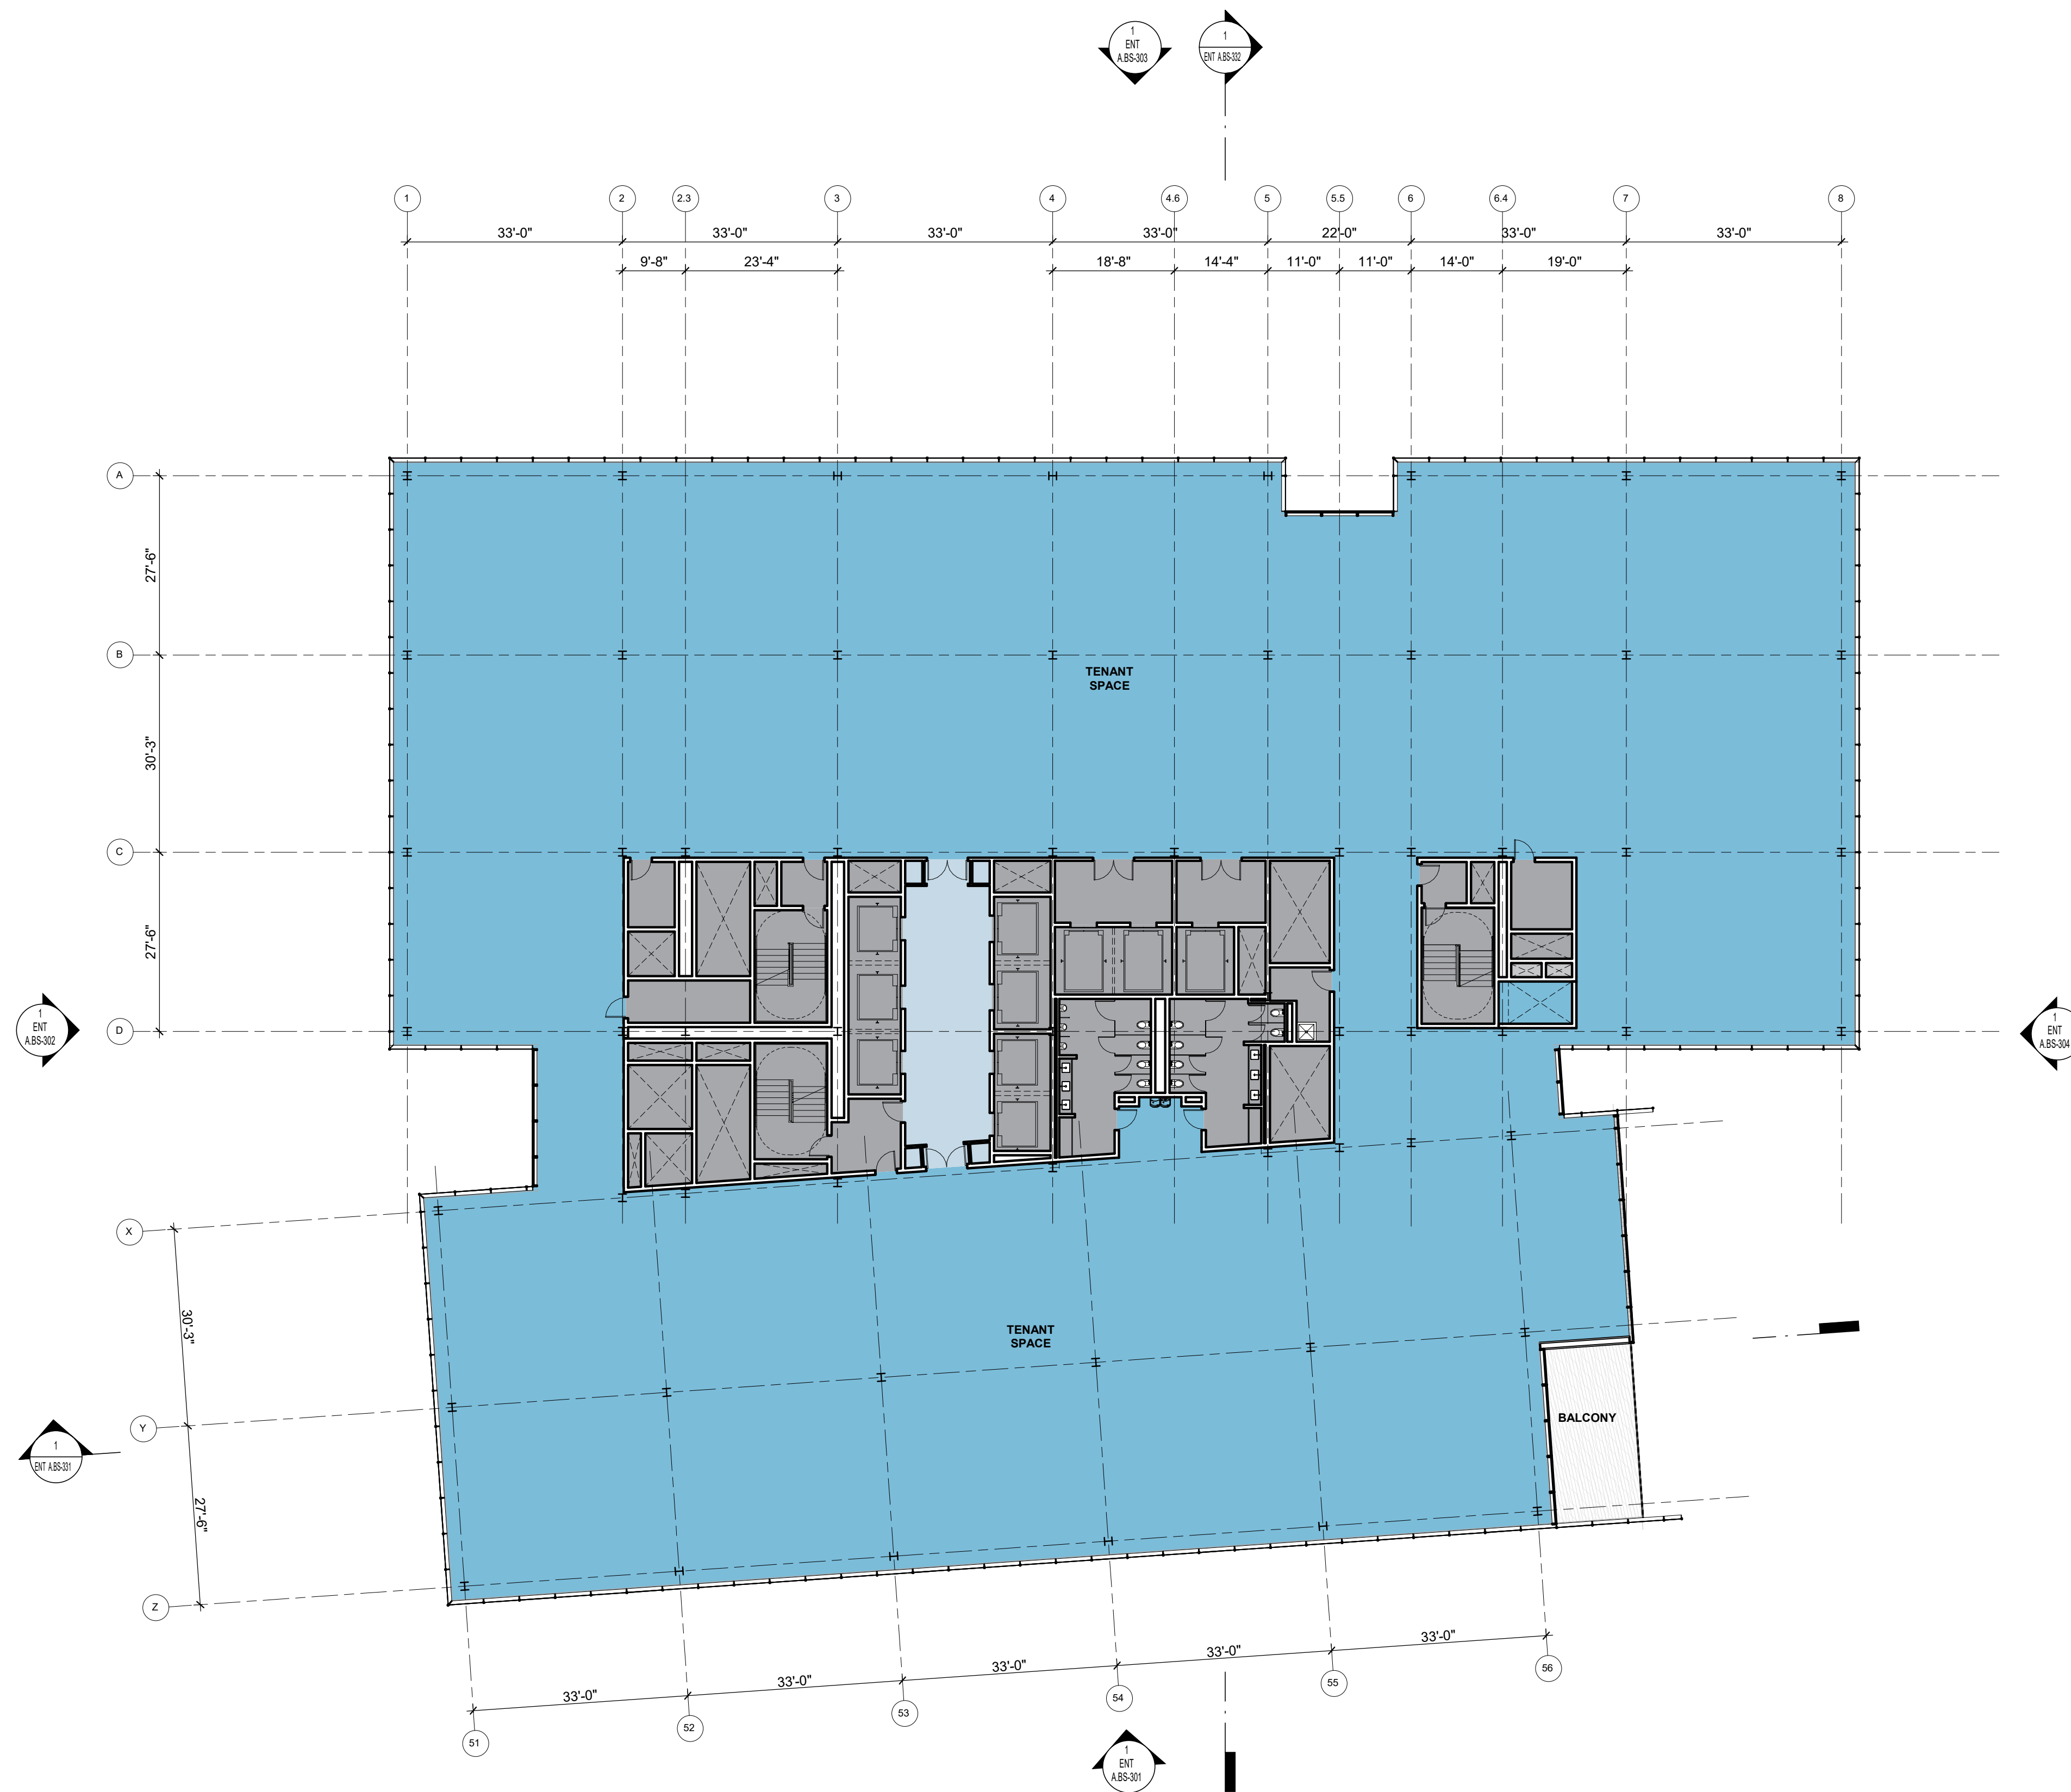 1
ENT
A.BS-303
1
ENT A.BS-332
1
2
2.3
3
4
4.6
5
5.5
6
6.4
7
8
33'-0"
33'-0"
33'-0"
33'-0"
22'-0"
33'-0"
33'-0"
9'-8"
23'-4"
18'-8"
14'-4"
11'-0"
11'-0"
14'-0"
19'-0"
A
27'-6"
B
TENANT
SPACE
30'-3"
C
27'-6"
D
1
ENT
A.BS-302
1
ENT
A.BS-304
X
30'-3"
TENANT
SPACE
Y
BALCONY
1
ENT A.BS-331
27'-6"
Z
33'-0"
33'-0"
33'-0"
33'-0"
33'-0"
51
52
53
54
55
56
1
ENT
A.BS-301